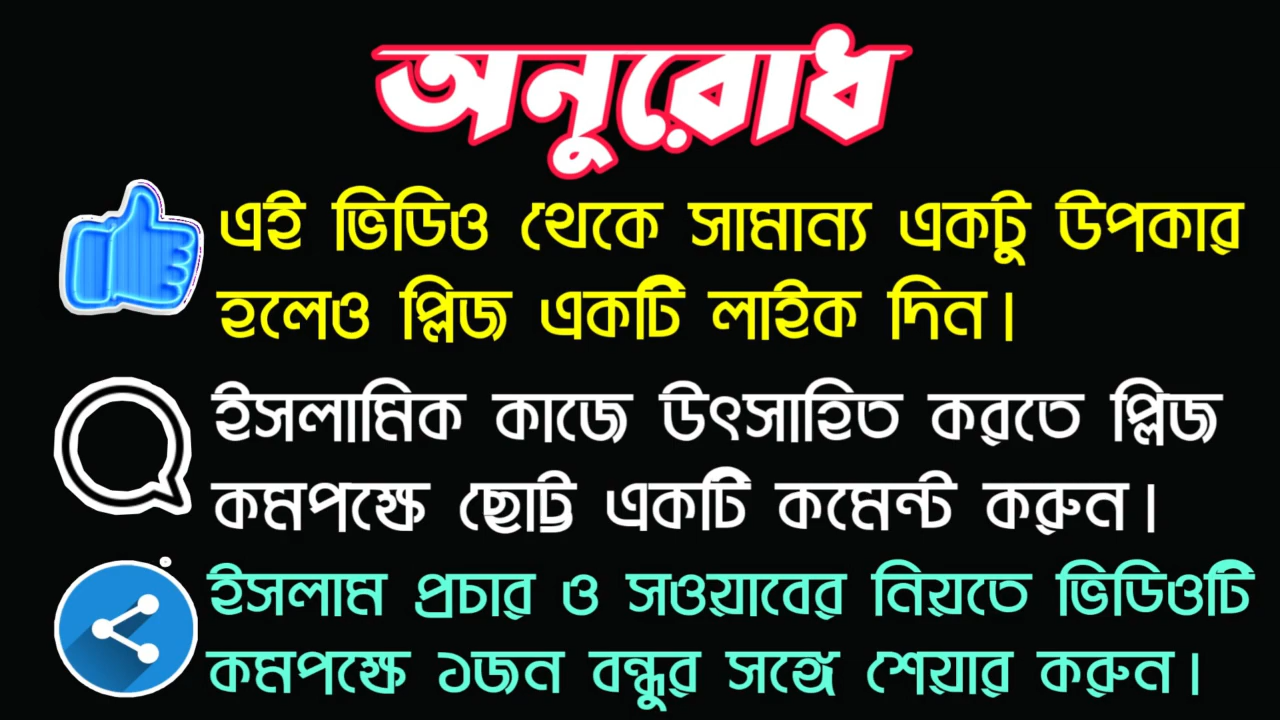 অনুরোধ
এই ভিডিও থেকে সামান্য একটু উপকার
হলেও প্লিজ একটি লাইক দিন।
ইসলামিক কাজে উৎসাহিত করতে প্লিজ
কমপক্ষে ছোট্ট একটি কমেন্ট করুন।
ইসলাম প্রচার ও সওয়াবের নিয়তে ভিডিওটি
কমপক্ষে ১জন বন্ধুর সঙ্গে শেয়ার করুন।